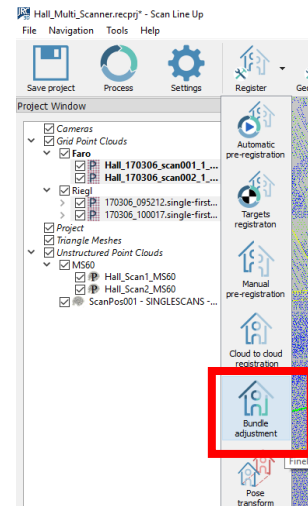 Hall_Multi_Scanner.recprj* - Scan Line Up
File Navigation Tools Help
Save project Process Settings Register
Project Window
Cameras
Grid Point Clouds
Faro
Hall_170306_scan001_1_...
Hall_170306_scan002_1_...
Riegl
170306_095212.single-first...
170306_100017.single-first...
Project
Triangle Meshes
Unstructured Point Clouds
MS60
Hall_Scan1_MS60
Hall_Scan2_MS60
ScanPos001 - SINGLESCANS -...
Automatic
pre-registration
Targets
registraton
Manual
pre-registration
Cloud to cloud
registration
Bundle
adjustment
Pose
transform